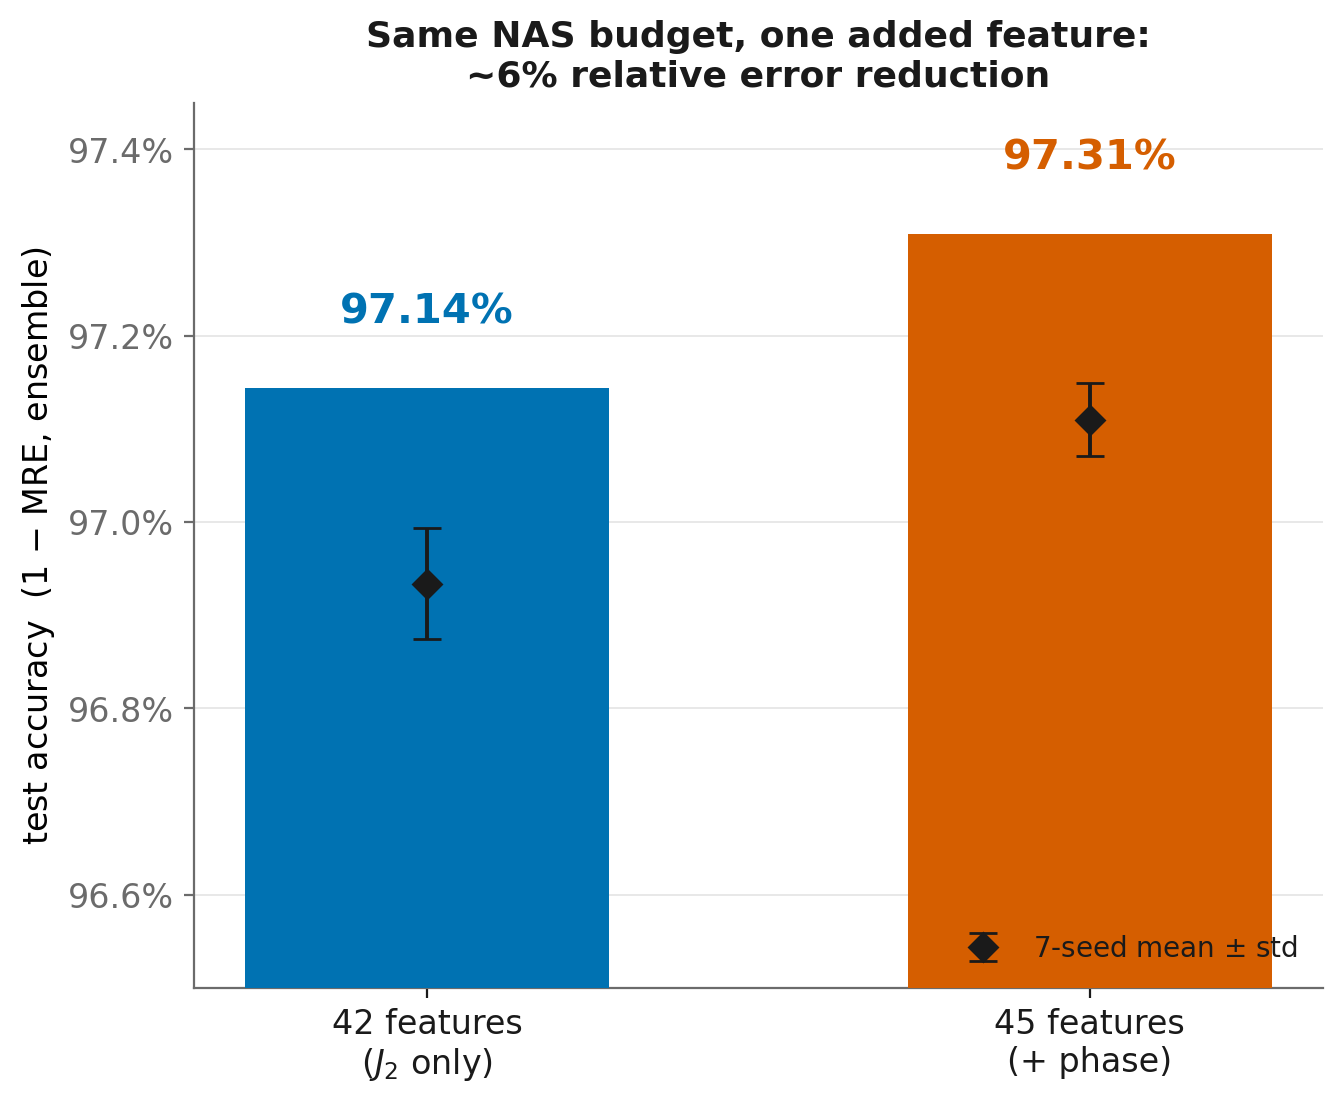 Same NAS budget, one added feature:
~6% relative error reduction
test accuracy (1 − MRE, ensemble)
97.4%
97.2%
97.0%
96.8%
96.6%
97.14%
97.31%
7-seed mean ± std
42 features
(J₂ only)
45 features
(+ phase)